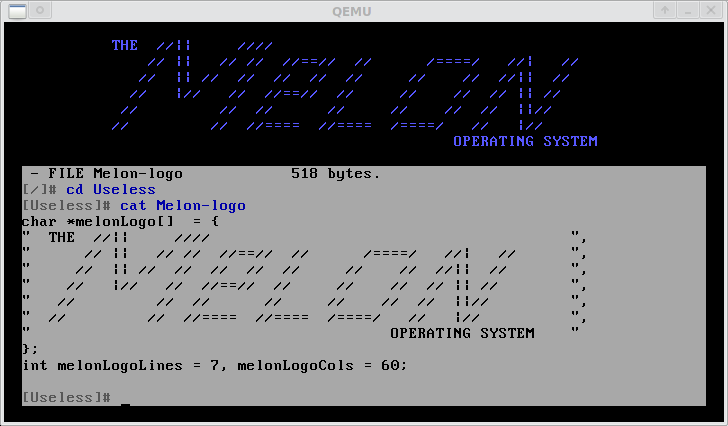 QEMU
THE  //||     ////
    // ||   // //  //==//  //      //====/   //|   //
   //  || //  //  //  //  //     //    //  //||  //
  //   |//   //  //==//  //     //    //  // || //
 //         //  //      //     //    //  //  ||//
//         //  //====  //====  /====/   //   |//
OPERATING SYSTEM
- FILE Melon-logo            518 bytes.
[/]# cd Useless
[Useless]# cat Melon-logo
char *melonLogo[]  = {
"  THE  //||     ////                                        ",
"      // ||   // //  //==//  //      //====/   //|   //      ",
"     //  || //  //  //  //  //     //    //  //||  //       ",
"    //   |//   //  //==//  //     //    //  // || //        ",
"   //         //  //      //     //    //  //  ||//         ",
"  //         //  //====  //====  /====/   //   |//          ",
"                                        OPERATING SYSTEM    "
};
int melonLogoLines = 7, melonLogoCols = 60;
[Useless]# _